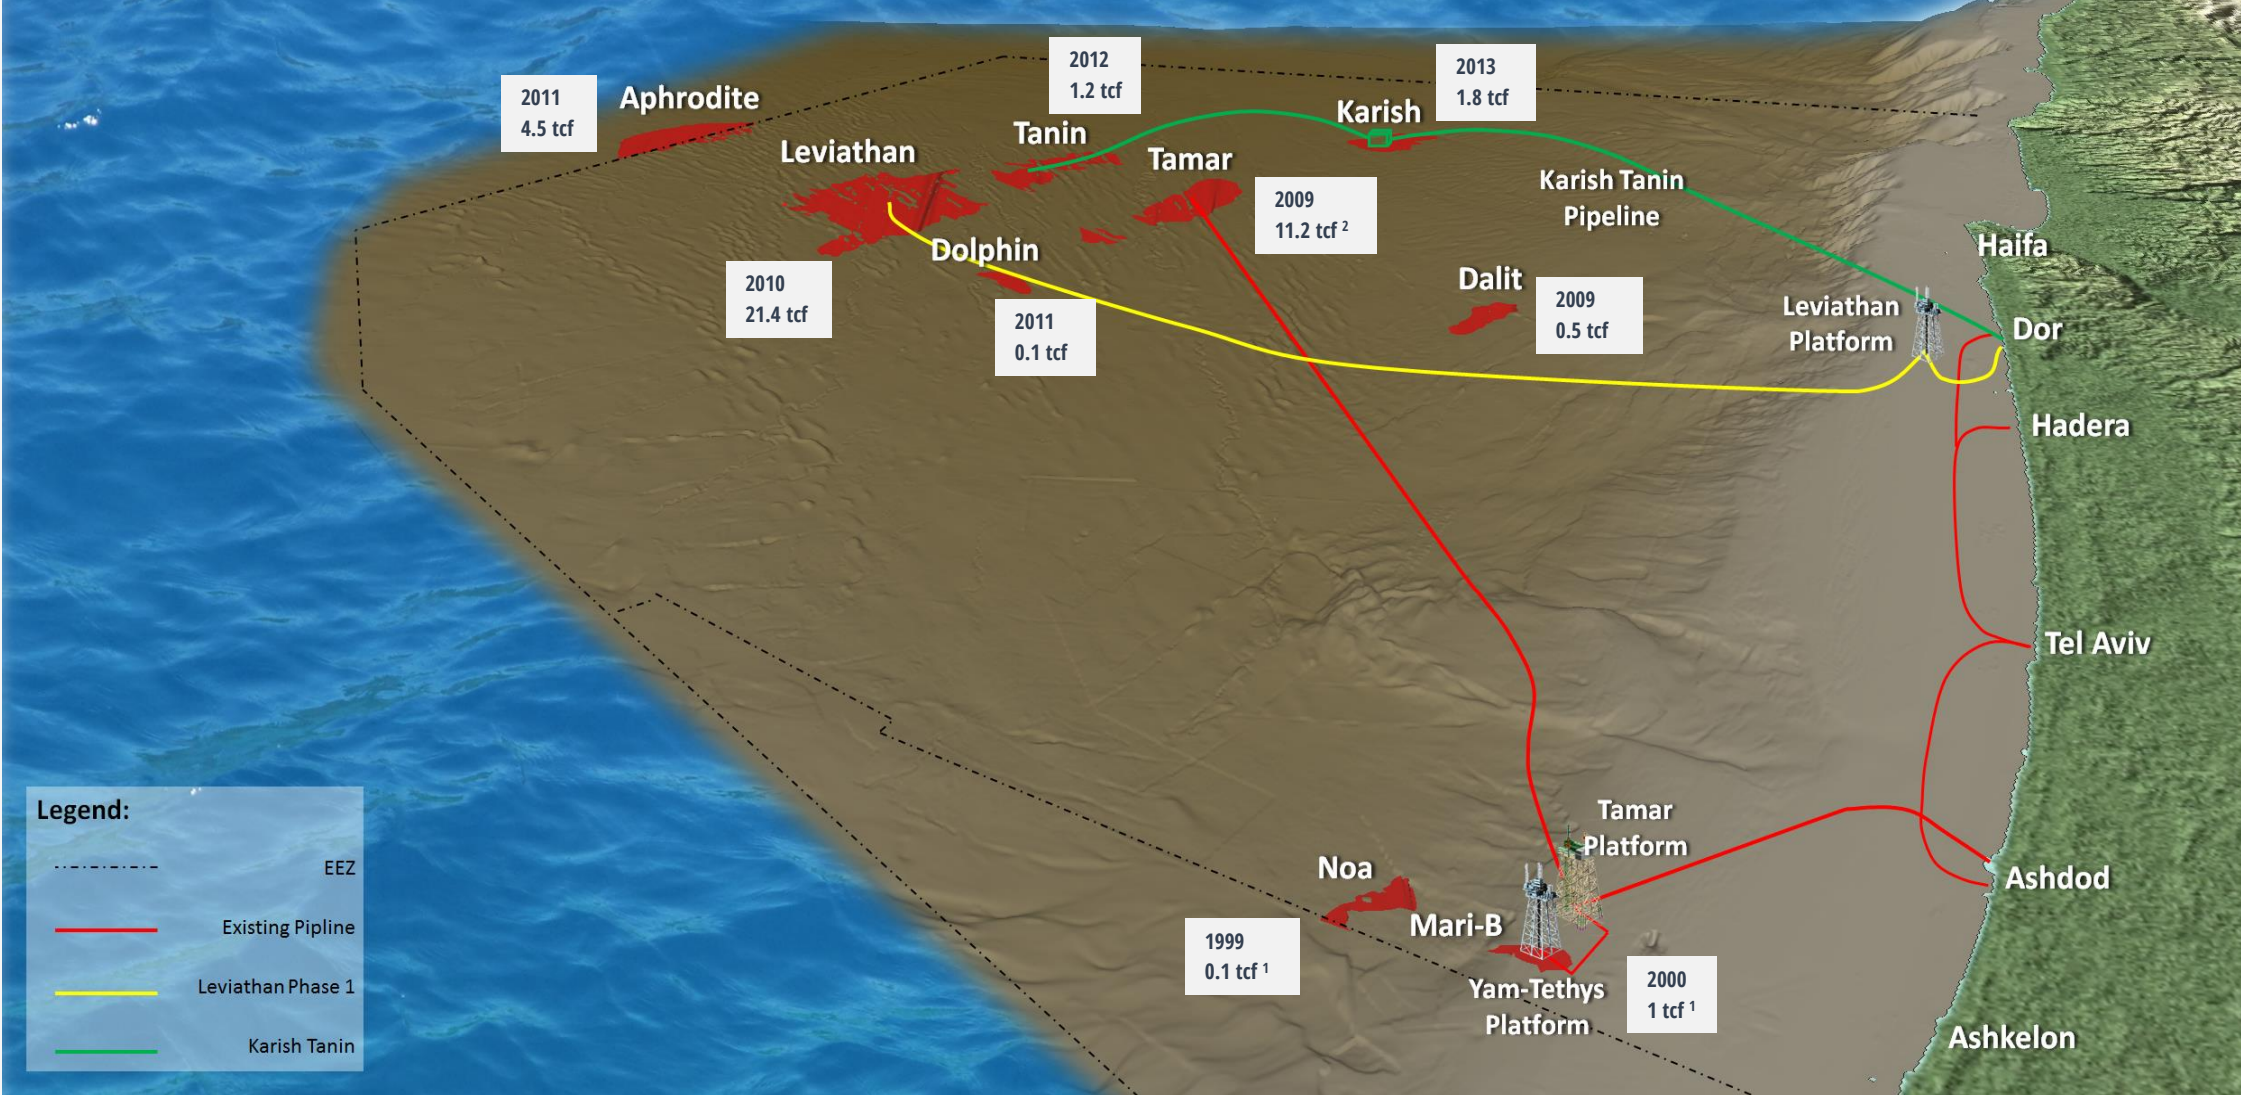 2011
4.5 tcf
Aphrodite
2012
1.2 tcf
2013
1.8 tcf
Karish
Tanin
Leviathan
Tamar
2009
11.2 tcf 2
Karish Tanin
Pipeline
Haifa
Dolphin
2010
21.4 tcf
2011
0.1 tcf
Dalit
2009
0.5 tcf
Leviathan
Platform
Dor
Hadera
Tel Aviv
Tamar
Platform
Noa
Mari-B
Ashdod
1999
0.1 tcf 1
Yam-Tethys
Platform
2000
1 tcf 1
Ashkelon
Legend:
EEZ
Existing Pipline
Leviathan Phase 1
Karish Tanin